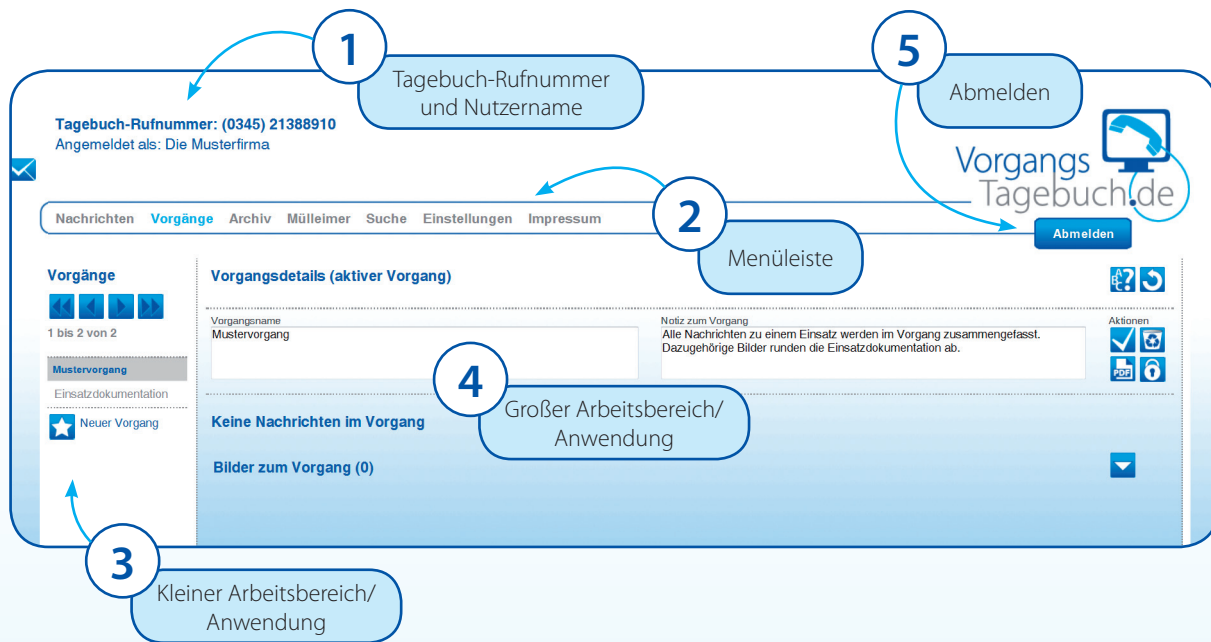 1
Tagebuch-Rufnummer
und Nutzername
5
Abmelden
Tagebuch-Rufnummer: (0345) 21388910
Angemeldet als: Die Musterfirma
Vorgangs
Tagebuch.de
Nachrichten Vorgänge Archiv Mülleimer Suche Einstellungen Impressum
2
Menüleiste
Abmelden
Vorgänge
1 bis 2 von 2
Mustervorgang
Einsatzdokumentation
Neuer Vorgang
Vorgangsdetails (aktiver Vorgang)
ABC?
Vorgangsname
Mustervorgang
Notiz zum Vorgang
Alle Nachrichten zu einem Einsatz werden im Vorgang zusammengefasst.
Dazugehörige Bilder runden die Einsatzdokumentation ab.
Aktionen
PDF
4
Großer Arbeitsbereich/
Anwendung
Keine Nachrichten im Vorgang
Bilder zum Vorgang (0)
3
Kleiner Arbeitsbereich/
Anwendung